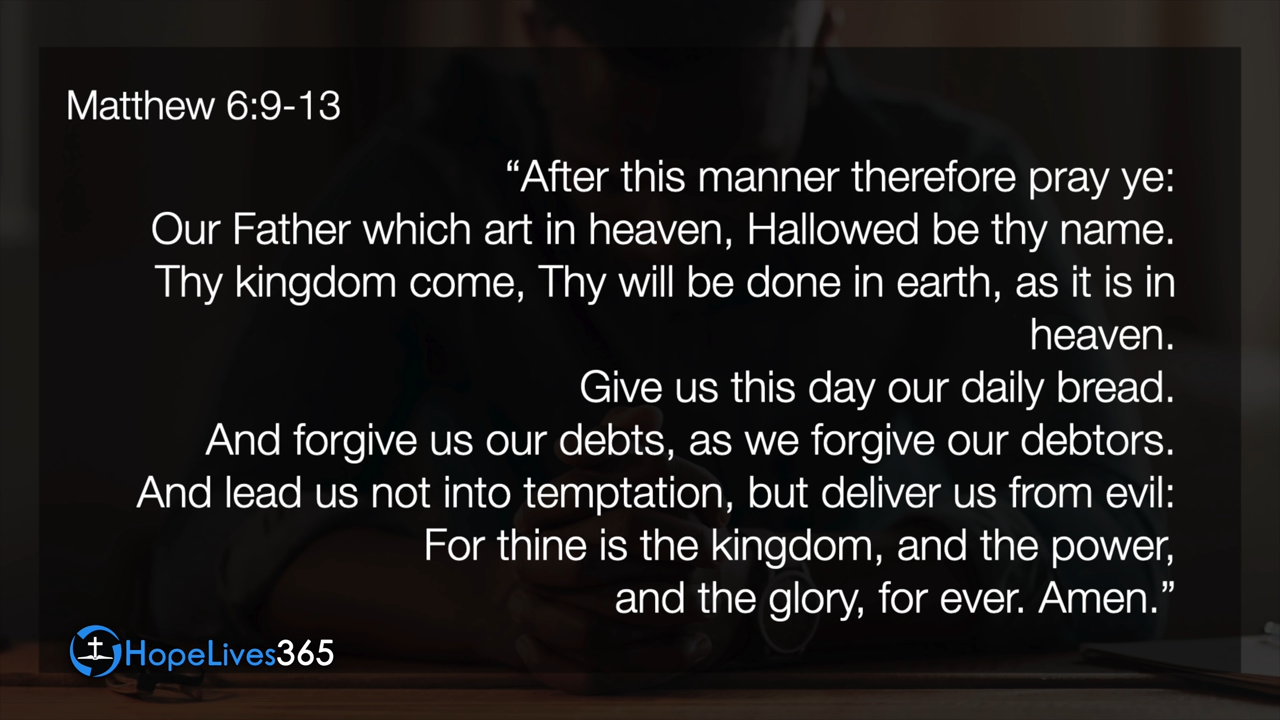 Matthew 6:9-13
“After this manner therefore pray ye:
Our Father which art in heaven, Hallowed be thy name.
Thy kingdom come, Thy will be done in earth, as it is in
heaven.
Give us this day our daily bread.
And forgive us our debts, as we forgive our debtors.
And lead us not into temptation, but deliver us from evil:
For thine is the kingdom, and the power,
and the glory, for ever. Amen.”
HopeLives365